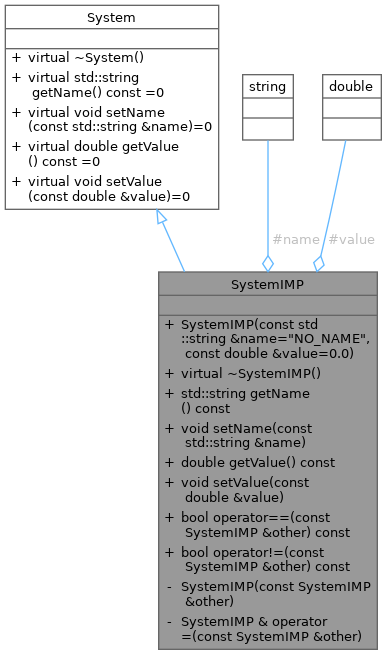 System
+ virtual ~System()
+ virtual std::string
getName() const =0
+ virtual void setName
(const std::string &name)=0
+ virtual double getValue
() const =0
+ virtual void setValue
(const double &value)=0
string
double
#name
#value
SystemIMP
+ SystemIMP(const std
::string &name="NO_NAME",
const double &value=0.0)
+ virtual ~SystemIMP()
+ std::string getName
() const
+ void setName(const
std::string &name)
+ double getValue() const
+ void setValue(const
double &value)
+ bool operator==(const
SystemIMP &other) const
+ bool operator!=(const
SystemIMP &other) const
- SystemIMP(const SystemIMP
&other)
- SystemIMP & operator
=(const SystemIMP &other)